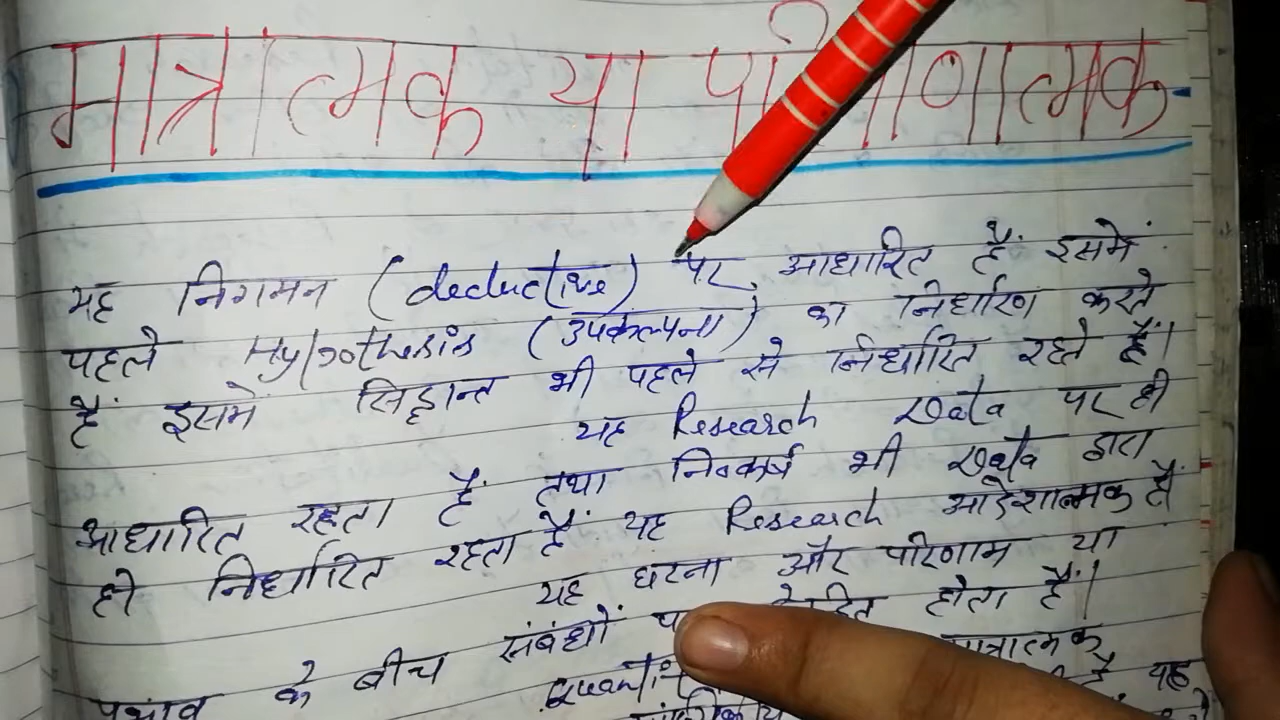 मात्रात्मक या
यह निगमन (deductive) पर आधारित है इसमें
पहले Hypothesis (उपकल्पना) का निर्धारण करते
हैं इसमें सिद्दान्त भी पहले से निर्धारित रहते हैं।
यह Research Data पर ही
आधारित रहता हैं तथा निष्कर्ष भी Data द्वारा
ही निर्धारित रहता हैं यह Research आदेशात्मक हैं
यह घटना और परिणाम या
प्रभाव के बीच संबंधों होता हैं।
मात्रात्मक
यह